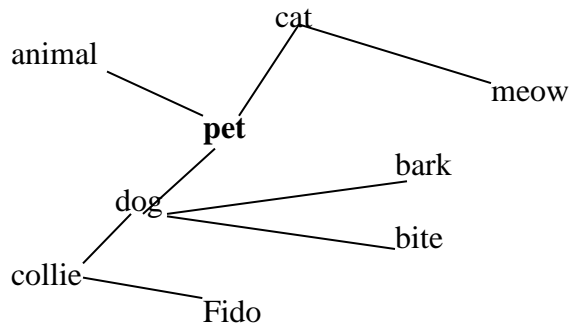 cat
animal
meow
pet
bark
dog
bite
collie
Fido